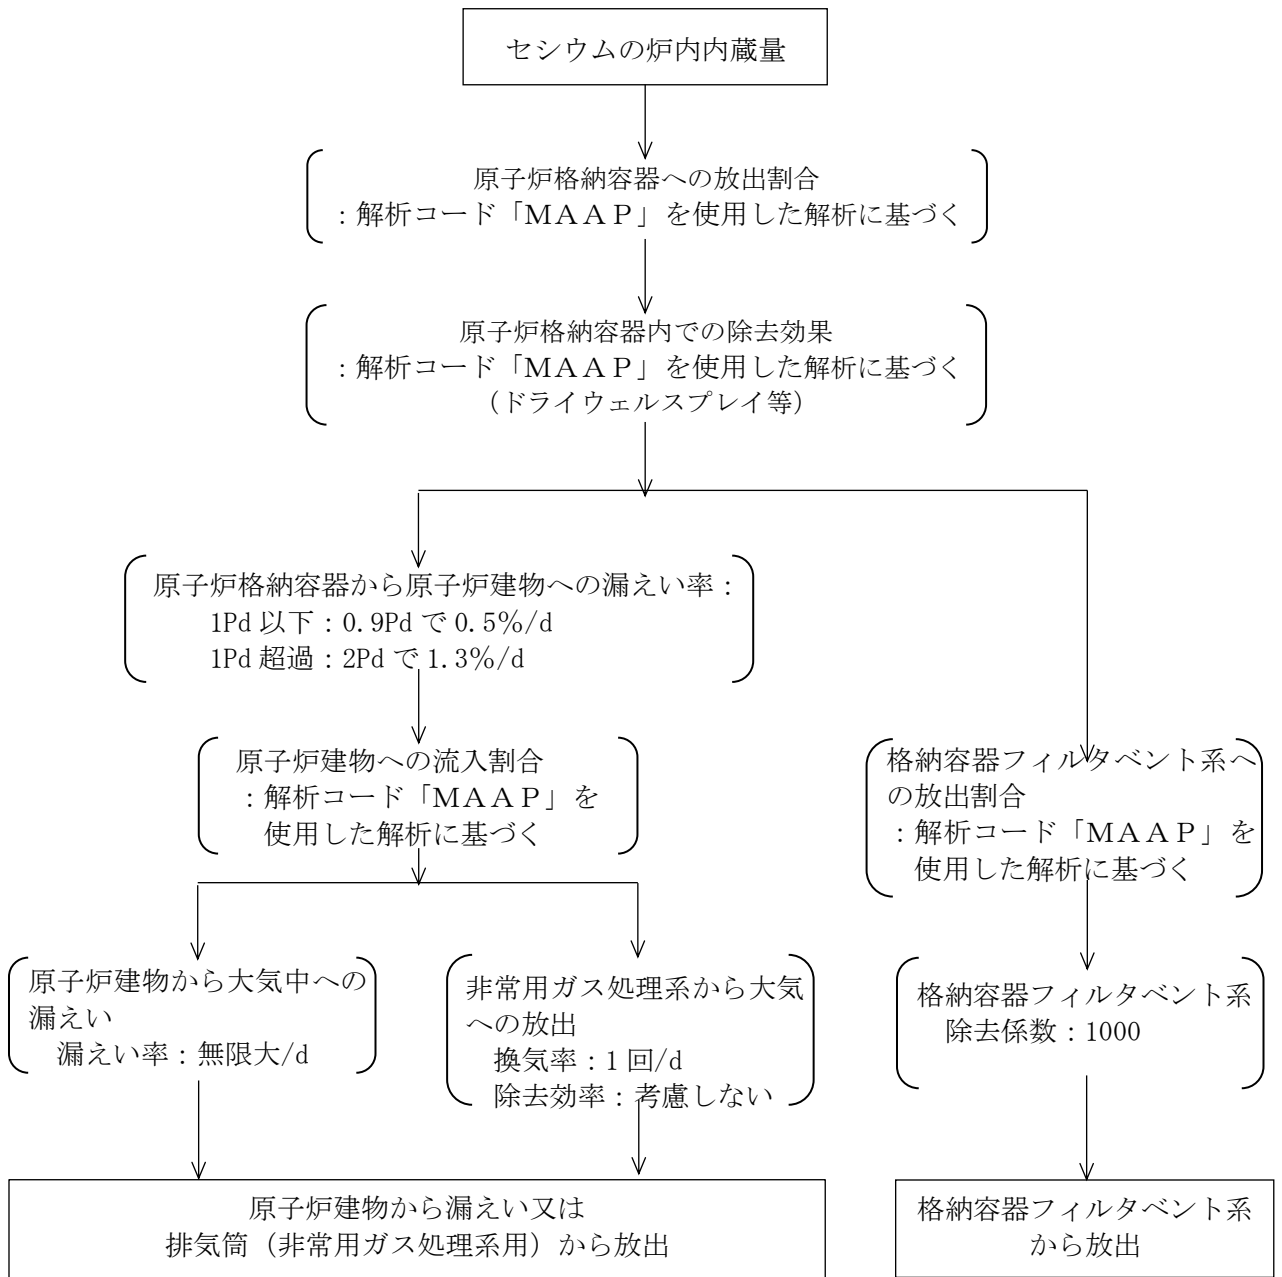 セシウムの炉内内蔵量
原子炉格納容器への放出割合
：解析コード「ＭＡＡＰ」を使用した解析に基づく
原子炉格納容器内での除去効果
：解析コード「ＭＡＡＰ」を使用した解析に基づく
（ドライウェルスプレイ等）
原子炉格納容器から原子炉建物への漏えい率：
1Pd 以下：0.9Pd で 0.5%/d
1Pd 超過：2Pd で 1.3%/d
原子炉建物への流入割合
：解析コード「ＭＡＡＰ」を
使用した解析に基づく
格納容器フィルタベント系へ
の放出割合
：解析コード「ＭＡＡＰ」を
使用した解析に基づく
原子炉建物から大気中への
漏えい
漏えい率：無限大/d
非常用ガス処理系から大気
への放出
換気率：1 回/d
除去効率：考慮しない
格納容器フィルタベント系
除去係数：1000
原子炉建物から漏えい又は
排気筒（非常用ガス処理系用）から放出
格納容器フィルタベント系
から放出